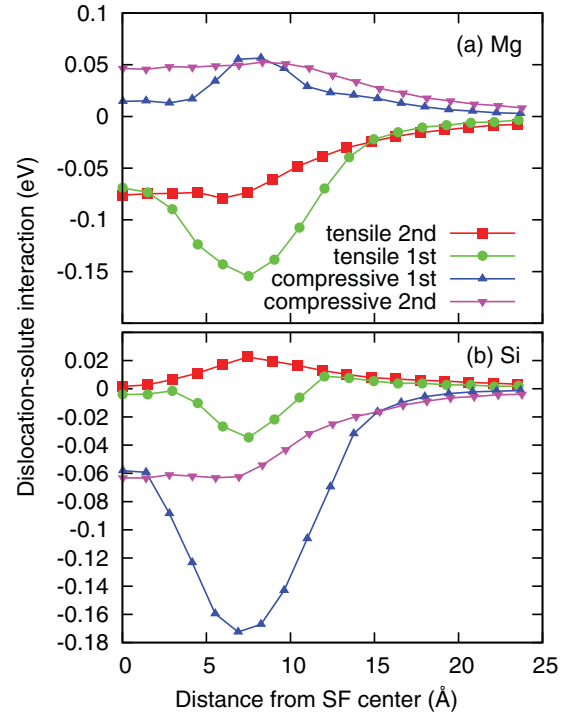 (a) Mg
0.1
0.05
0
-0.05
-0.1
-0.15
tensile 2nd
tensile 1st
compressive 1st
compressive 2nd
(b) Si
0.02
0
-0.02
-0.04
-0.06
-0.08
-0.1
-0.12
-0.14
-0.16
-0.18
0 5 10 15 20 25
Distance from SF center (Å)
Dislocation-solute interaction (eV)